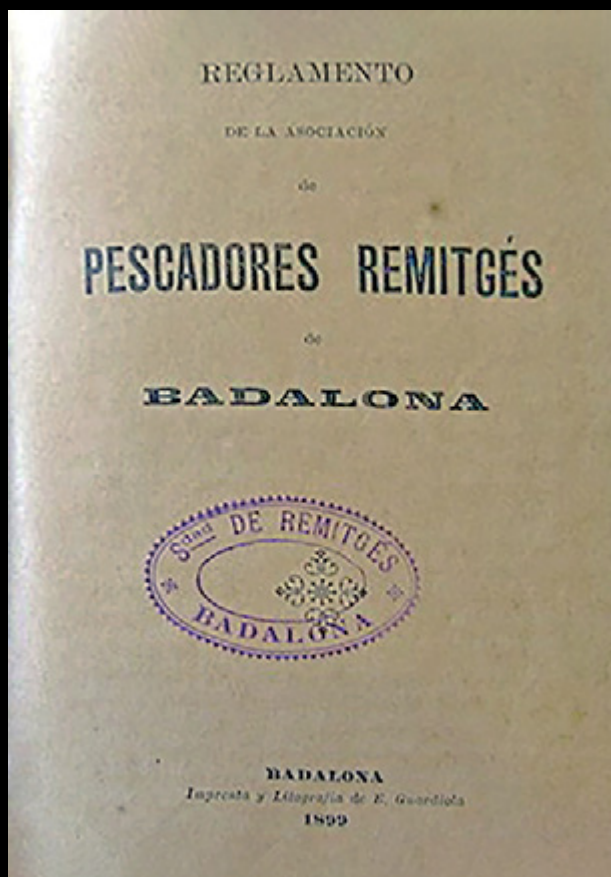 REGLAMENTO
DE LA ASOCIACIÓN
de
PESCADORES REMITGÉS
de
BADALONA
Sdad DE REMITGÉS
BADALONA
BADALONA
Imprenta y Litografía de E. Guardiola
1899